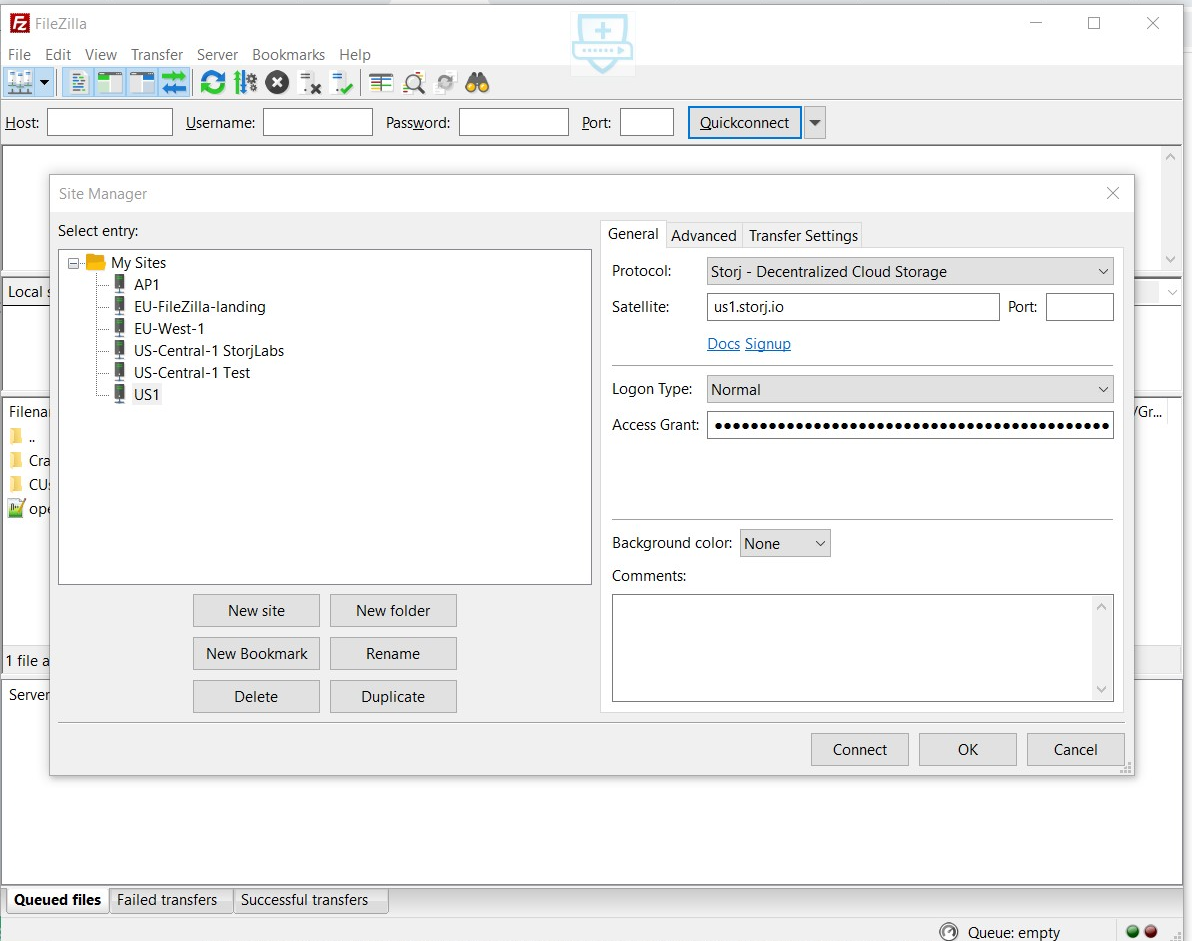 FileZilla
File Edit View Transfer Server Bookmarks Help
Host: Username: Password: Port: Quickconnect
Site Manager
Select entry:
My Sites
AP1
EU-FileZilla-landing
EU-West-1
US-Central-1 StorjLabs
US-Central-1 Test
US1
New site New folder
New Bookmark Rename
Delete Duplicate
General Advanced Transfer Settings
Protocol: Storj - Decentralized Cloud Storage
Satellite: us1.storj.io Port:
Docs Signup
Logon Type: Normal
Access Grant: ●●●●●●●●●●●●●●●●●●●●●●●●●●●●●●●●●●●●●●●●●●●●
Background color: None
Comments:
Connect OK Cancel
Local s
Filena
..
Cra
CUs
ope
/Gr...
1 file a
Server
Queued files Failed transfers Successful transfers
Queue: empty